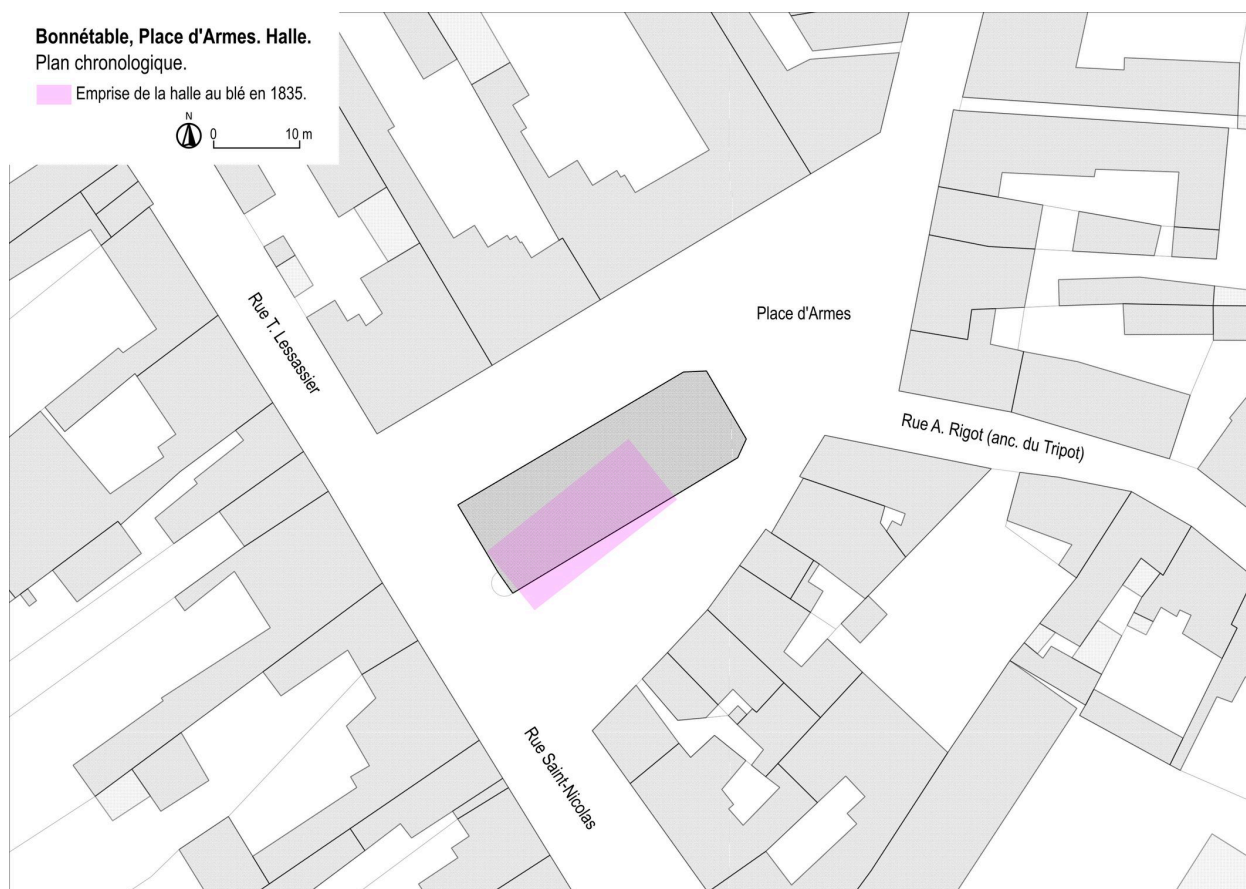 Bonnétable, Place d'Armes. Halle.
Plan chronologique.
Emprise de la halle au blé en 1835.
N
0 10 m
Place d'Armes
Rue T. Lessassier
Rue A. Rigot (anc. du Tripot)
Rue Saint-Nicolas